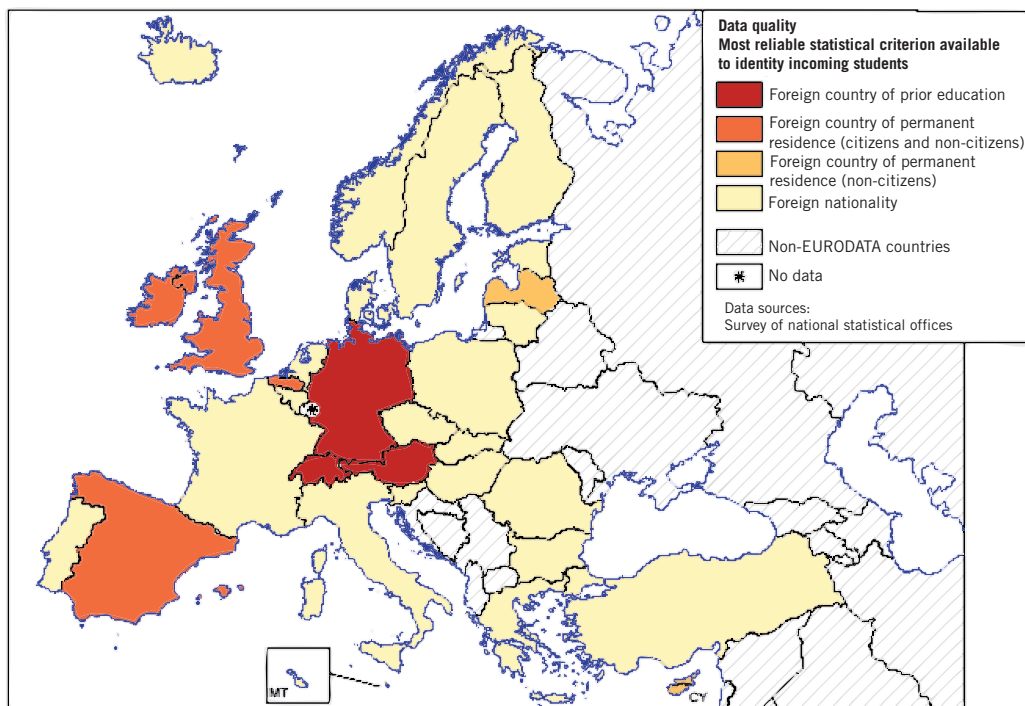 Data quality
Most reliable statistical criterion available
to identity incoming students
Foreign country of prior education
Foreign country of permanent
residence (citizens and non-citizens)
Foreign country of permanent
residence (non-citizens)
Foreign nationality
Non-EURODATA countries
* No data
Data sources:
Survey of national statistical offices
*
MT
CY